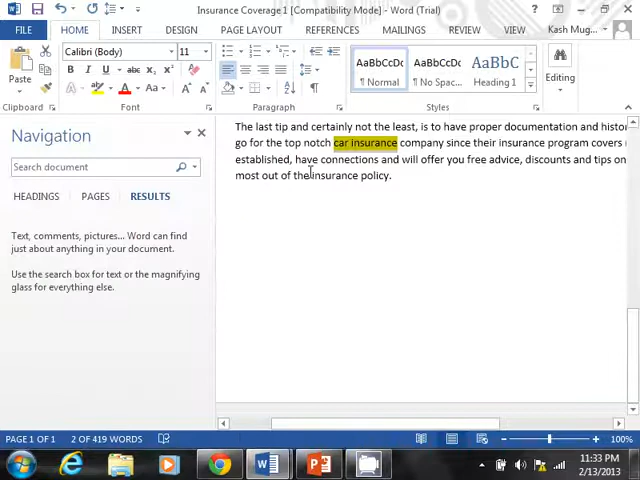 Insurance Coverage 1 [Compatibility Mode] - Word (Trial)
FILE HOME INSERT DESIGN PAGE LAYOUT REFERENCES MAILINGS REVIEW VIEW Kash Mug...
Paste
Calibri (Body) 11
B I U
AaBbCcDc AaBbCcDc AaBbC
¶ Normal ¶ No Spac... Heading 1
Editing
Clipboard Font Paragraph Styles
Navigation
Search document
HEADINGS PAGES RESULTS
Text, comments, pictures... Word can find
just about anything in your document.
Use the search box for text or the magnifying
glass for everything else.
The last tip and certainly not the least, is to have proper documentation and histor
go for the top notch car insurance company since their insurance program covers
established, have connections and will offer you free advice, discounts and tips on
most out of the insurance policy.
PAGE 1 OF 1 2 OF 419 WORDS 100%
11:33 PM
2/13/2013